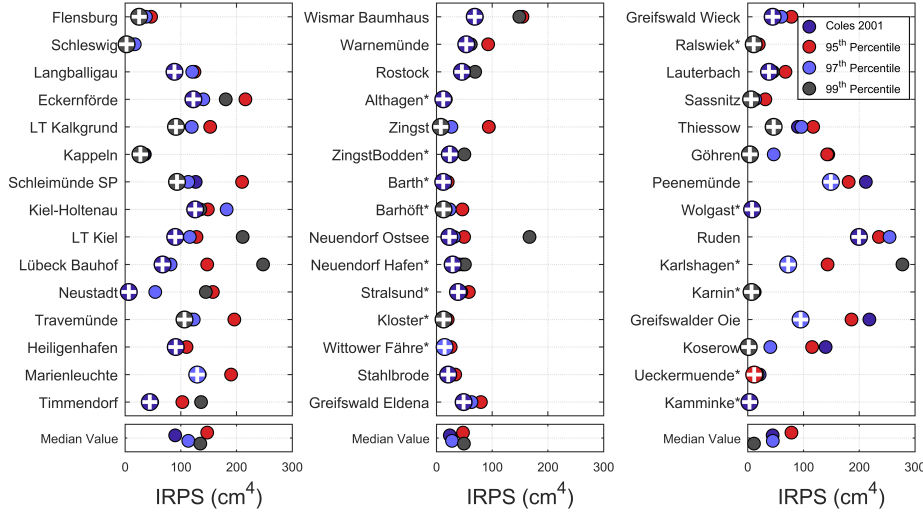 Flensburg
Schleswig
Langballigau
Eckernförde
LT Kalkgrund
Kappeln
Schleimünde SP
Kiel-Holtenau
LT Kiel
Lübeck Bauhof
Neustadt
Travemünde
Heiligenhafen
Marienleuchte
Timmendorf
Median Value
0 100 200 300
IRPS (cm⁴)
Wismar Baumhaus
Warnemünde
Rostock
Althagen*
Zingst
ZingstBodden*
Barth*
Barhöft*
Neuendorf Ostsee
Neuendorf Hafen*
Stralsund*
Kloster*
Wittower Fähre*
Stahlbrode
Greifswald Eldena
Median Value
0 100 200 300
IRPS (cm⁴)
Greifswald Wieck
Ralswiek*
Lauterbach
Sassnitz
Thiessow
Göhren
Peenemünde
Wolgast*
Ruden
Karlshagen*
Karnin*
Greifswalder Oie
Koserow
Ueckermuende*
Kamminke*
Median Value
0 100 200 300
IRPS (cm⁴)
Coles 2001
95th Percentile
97th Percentile
99th Percentile